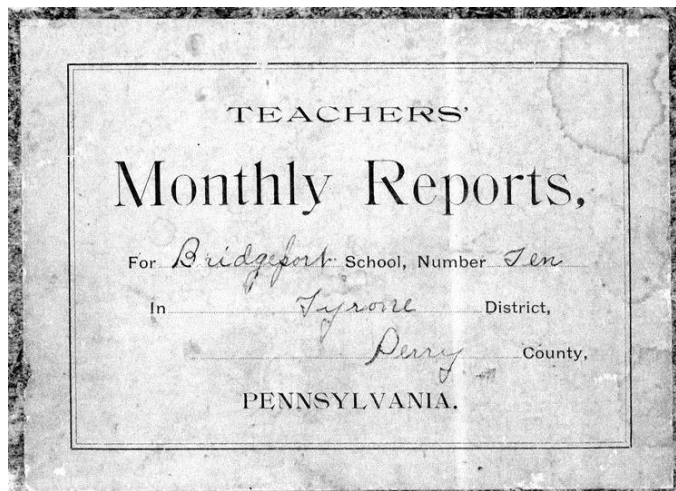 TEACHERS'
Monthly Reports,
For Bridgeport School, Number Ten
In Tyrone District,
Perry County,
PENNSYLVANIA.